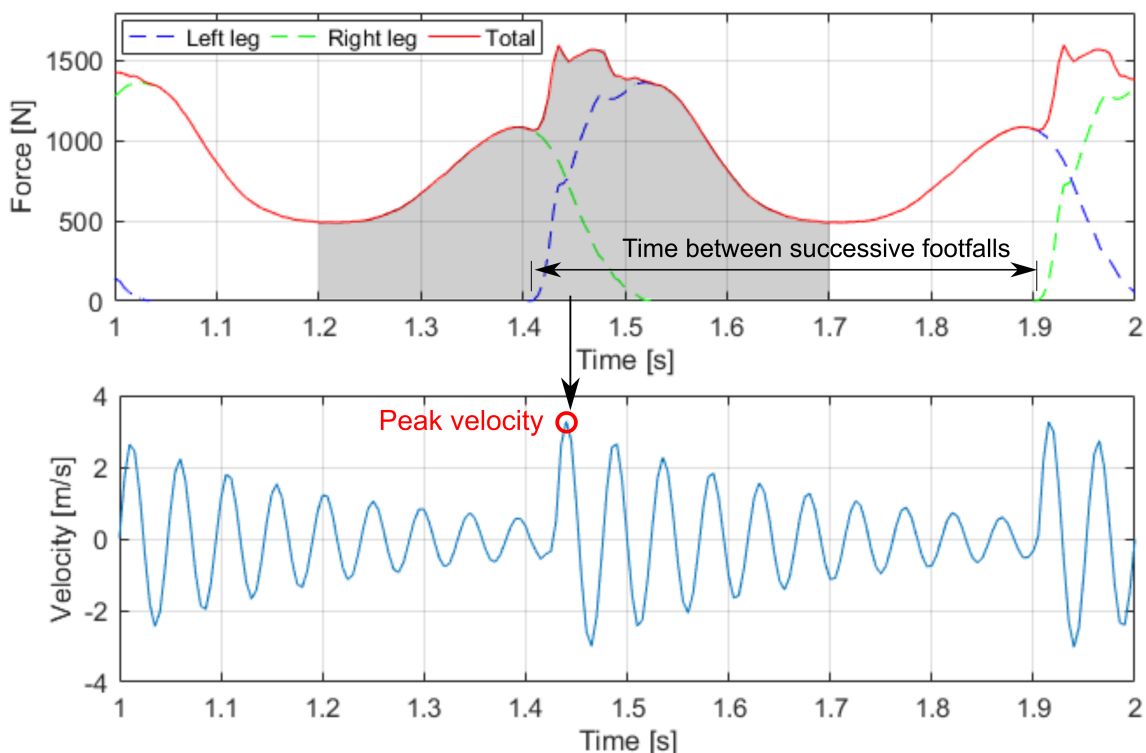 Left leg Right leg Total
1500
1000
500
0
Force [N]
Time between successive footfalls
1 1.1 1.2 1.3 1.4 1.5 1.6 1.7 1.8 1.9 2
Time [s]
4
2
0
-2
-4
Velocity [m/s]
Peak velocity
1 1.1 1.2 1.3 1.4 1.5 1.6 1.7 1.8 1.9 2
Time [s]